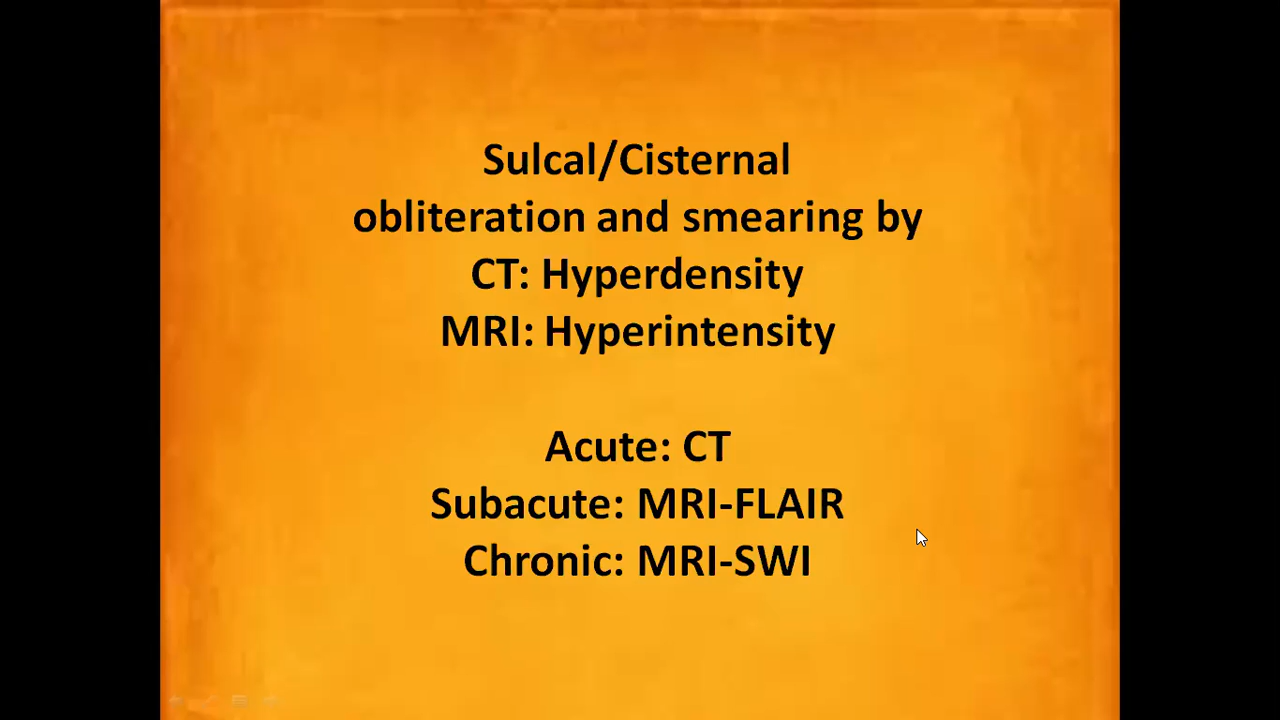 Sulcal/Cisternal
obliteration and smearing by
CT: Hyperdensity
MRI: Hyperintensity
Acute: CT
Subacute: MRI-FLAIR
Chronic: MRI-SWI